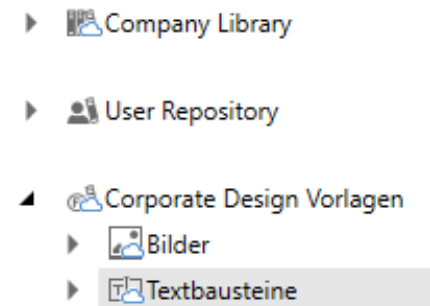 Company Library
User Repository
Corporate Design Vorlagen
Bilder
Textbausteine